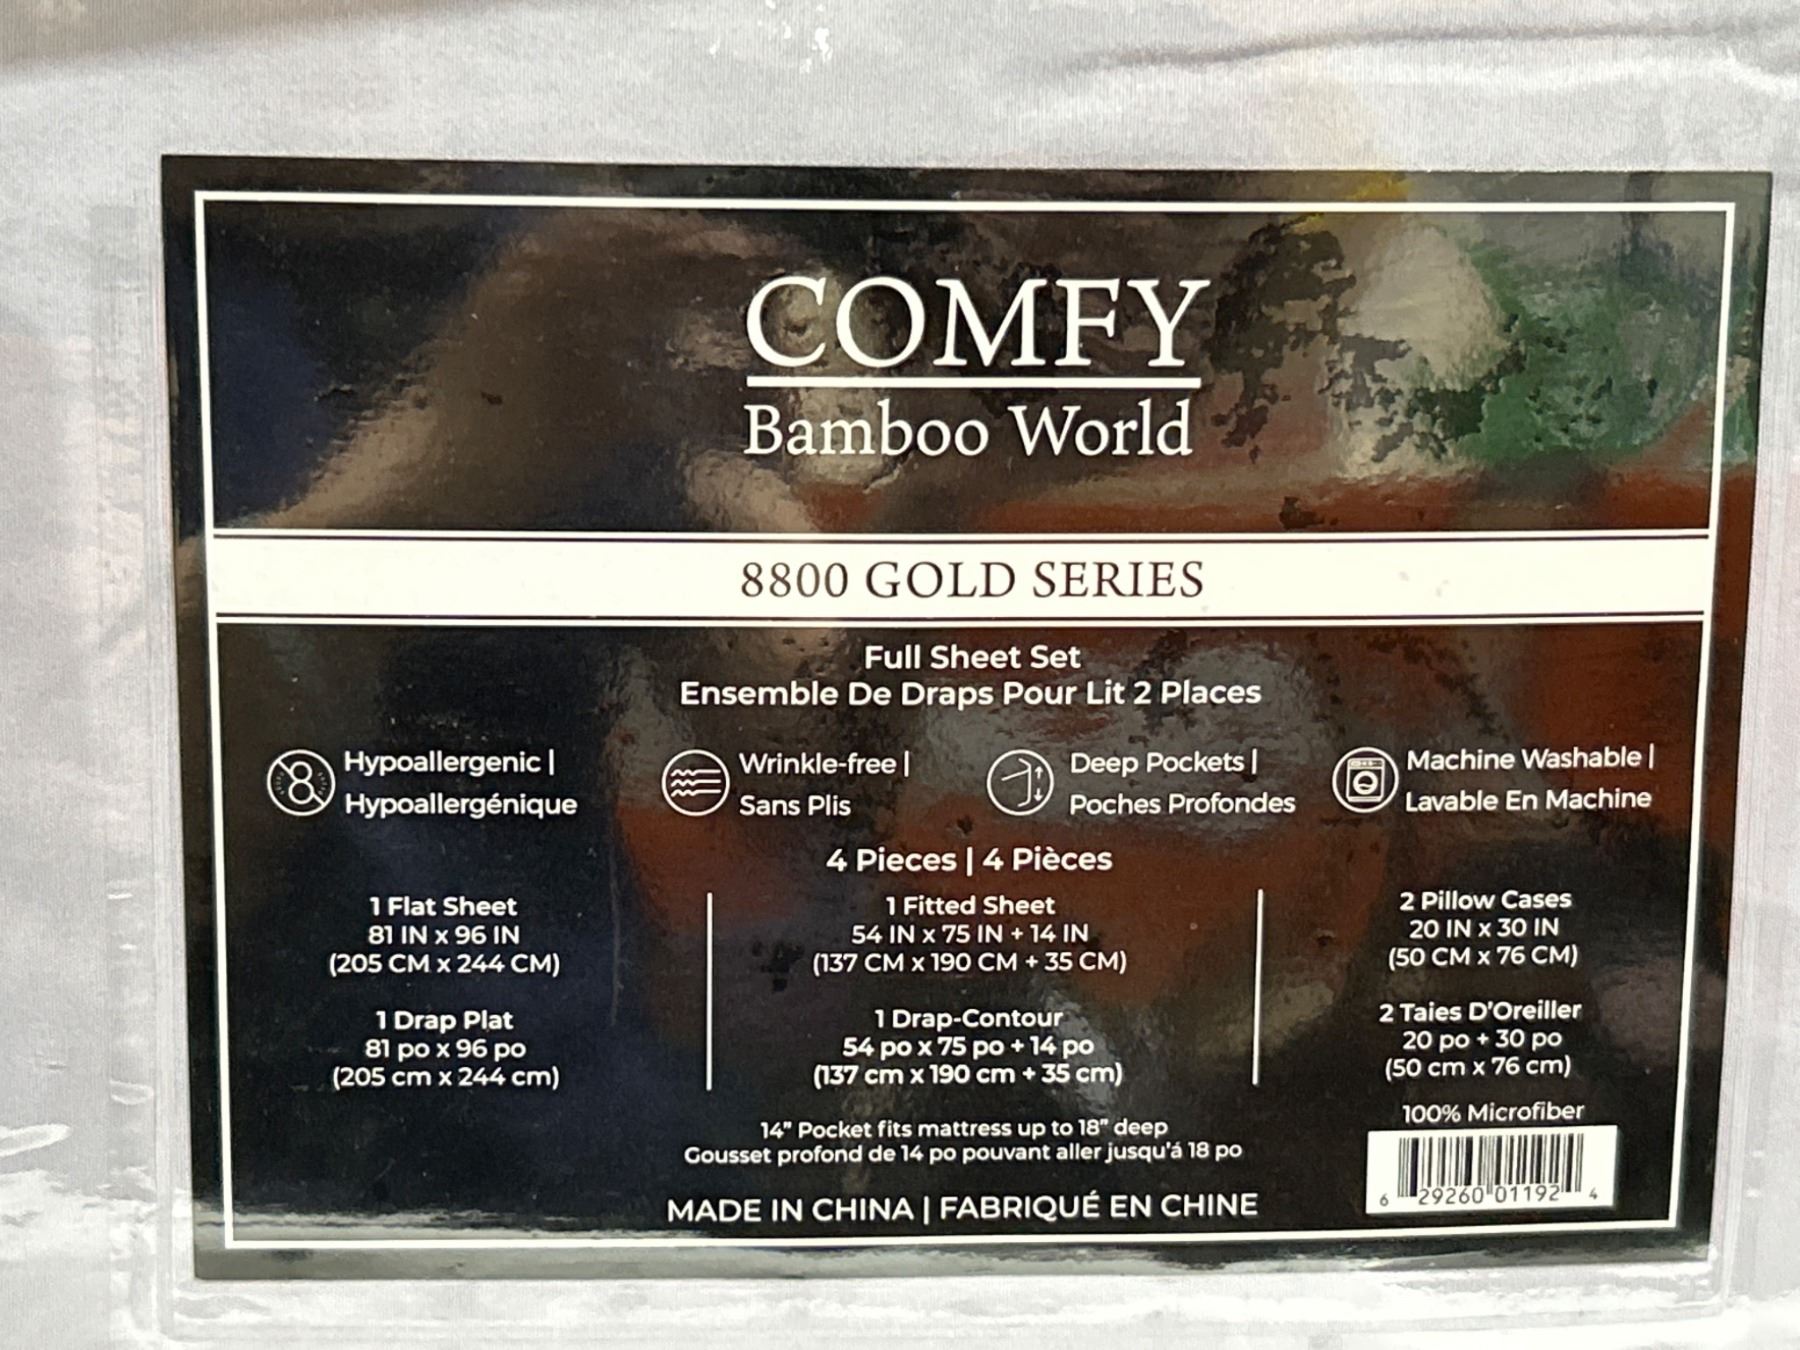 COMFY
Bamboo World
8800 GOLD SERIES
Full Sheet Set
Ensemble De Draps Pour Lit 2 Places
Hypoallergenic |
Hypoallergénique
Wrinkle-free |
Sans Plis
Deep Pockets |
Poches Profondes
Machine Washable |
Lavable En Machine
4 Pieces | 4 Pièces
1 Flat Sheet
81 IN x 96 IN
(205 CM x 244 CM)
1 Drap Plat
81 po x 96 po
(205 cm x 244 cm)
1 Fitted Sheet
54 IN x 75 IN + 14 IN
(137 CM x 190 CM + 35 CM)
1 Drap-Contour
54 po x 75 po + 14 po
(137 cm x 190 cm + 35 cm)
2 Pillow Cases
20 IN x 30 IN
(50 CM x 76 CM)
2 Taies D'Oreiller
20 po + 30 po
(50 cm x 76 cm)
14" Pocket fits mattress up to 18" deep
Gousset profond de 14 po pouvant aller jusqu'á 18 po
MADE IN CHINA | FABRIQUÉ EN CHINE
100% Microfiber
6 29260 01192 4